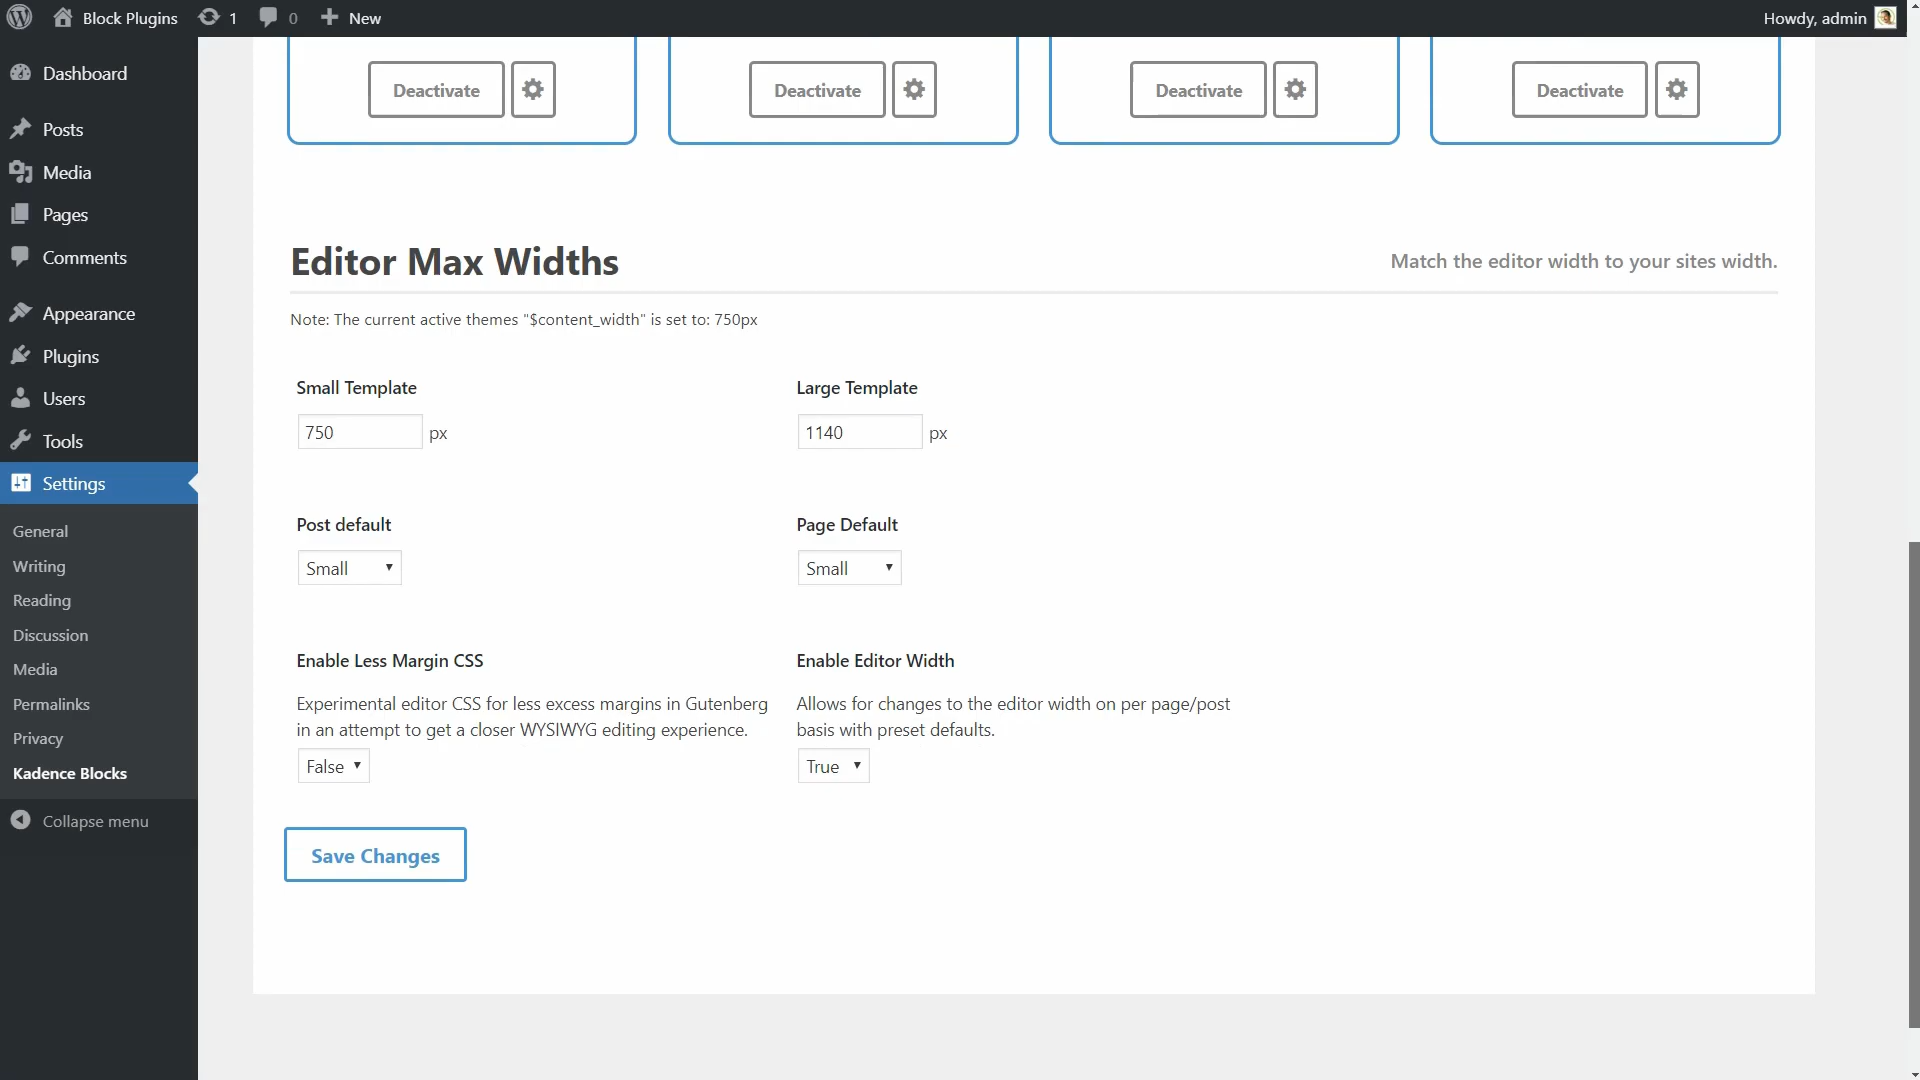 Block Plugins 1 0 New Howdy, admin
Dashboard
Posts
Media
Pages
Comments
Appearance
Plugins
Users
Tools
Settings
General
Writing
Reading
Discussion
Media
Permalinks
Privacy
Kadence Blocks
Collapse menu
Deactivate Deactivate Deactivate Deactivate
Editor Max Widths Match the editor width to your sites width.
Note: The current active themes "$content_width" is set to: 750px
Small Template Large Template
750 px 1140 px
Post default Page Default
Small Small
Enable Less Margin CSS Enable Editor Width
Experimental editor CSS for less excess margins in Gutenberg Allows for changes to the editor width on per page/post
in an attempt to get a closer WYSIWYG editing experience. basis with preset defaults.
False True
Save Changes